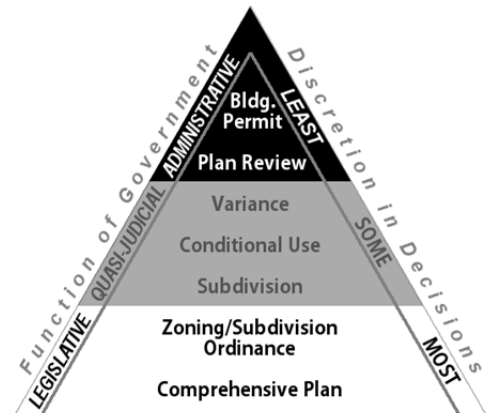 Function of Government
Discretion in Decisions
ADMINISTRATIVE
LEAST
Bldg.
Permit
Plan Review
QUASI-JUDICIAL
SOME
Variance
Conditional Use
Subdivision
LEGISLATIVE
MOST
Zoning/Subdivision
Ordinance
Comprehensive Plan